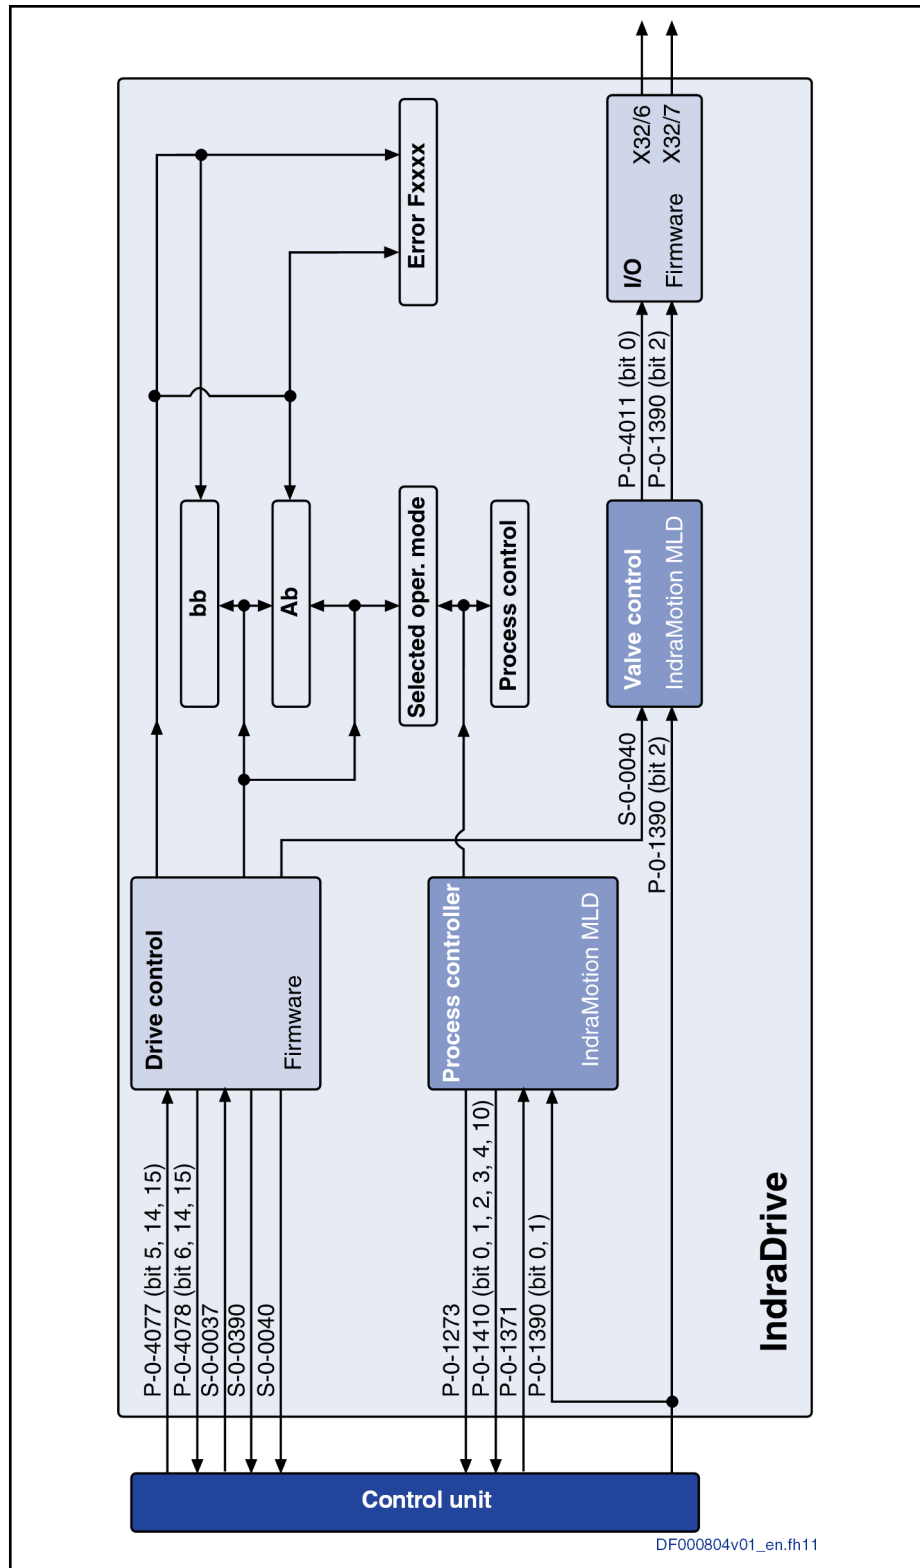 Control unit
P-0-4077 (bit 5, 14, 15)
P-0-4078 (bit 6, 14, 15)
S-0-0037
S-0-0390
S-0-0040
P-0-1273
P-0-1410 (bit 0, 1, 2, 3, 4, 10)
P-0-1371
P-0-1390 (bit 0, 1)
IndraDrive
Drive control
Firmware
Process controller
IndraMotion MLD
S-0-0040
P-0-1390 (bit 2)
bb
Ab
Selected oper. mode
Process control
Valve control
IndraMotion MLD
P-0-4011 (bit 0)
P-0-1390 (bit 2)
Error Fxxxx
I/O
X32/6
Firmware
X32/7
DF000804v01_en.fh11